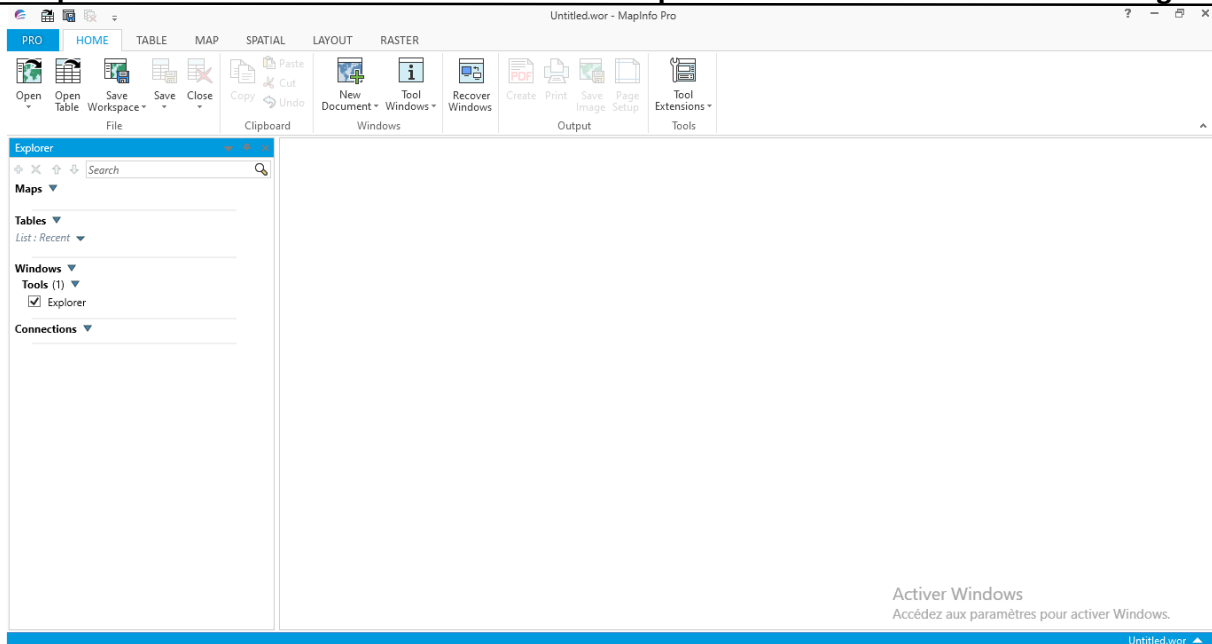 Untitled.wor - MapInfo Pro
PRO HOME TABLE MAP SPATIAL LAYOUT RASTER
Open
Open Table
Save Workspace
Save
Close
Copy
Paste
Cut
Undo
New Document
Tool Windows
Recover Windows
Create
Print
Save Image
Page Setup
Tool Extensions
File
Clipboard
Windows
Output
Tools
Explorer
Search
Maps
Tables
List : Recent
Windows
Tools (1)
Explorer
Connections
Activer Windows
Accédez aux paramètres pour activer Windows.
Untitled.wor